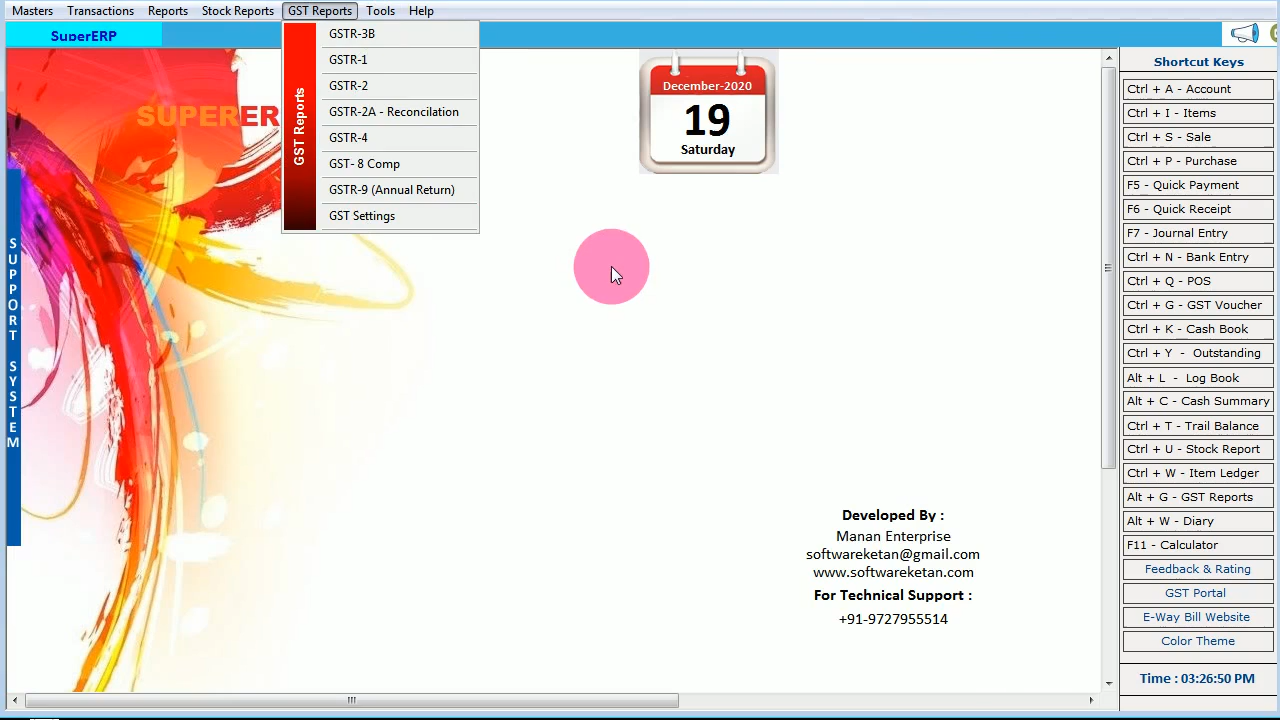 Masters Transactions Reports Stock Reports GST Reports Tools Help
SuperERP
GST Reports
GSTR-3B
GSTR-1
GSTR-2
GSTR-2A - Reconcilation
GSTR-4
GST- 8 Comp
GSTR-9 (Annual Return)
GST Settings
SUPERER
SUPPORT SYSTEM
December-2020
19
Saturday
Developed By :
Manan Enterprise
softwareketan@gmail.com
www.softwareketan.com
For Technical Support :
+91-9727955514
Shortcut Keys
Ctrl + A - Account
Ctrl + I - Items
Ctrl + S - Sale
Ctrl + P - Purchase
F5 - Quick Payment
F6 - Quick Receipt
F7 - Journal Entry
Ctrl + N - Bank Entry
Ctrl + Q - POS
Ctrl + G - GST Voucher
Ctrl + K - Cash Book
Ctrl + Y - Outstanding
Alt + L - Log Book
Alt + C - Cash Summary
Ctrl + T - Trail Balance
Ctrl + U - Stock Report
Ctrl + W - Item Ledger
Alt + G - GST Reports
Alt + W - Diary
F11 - Calculator
Feedback & Rating
GST Portal
E-Way Bill Website
Color Theme
Time : 03:26:50 PM